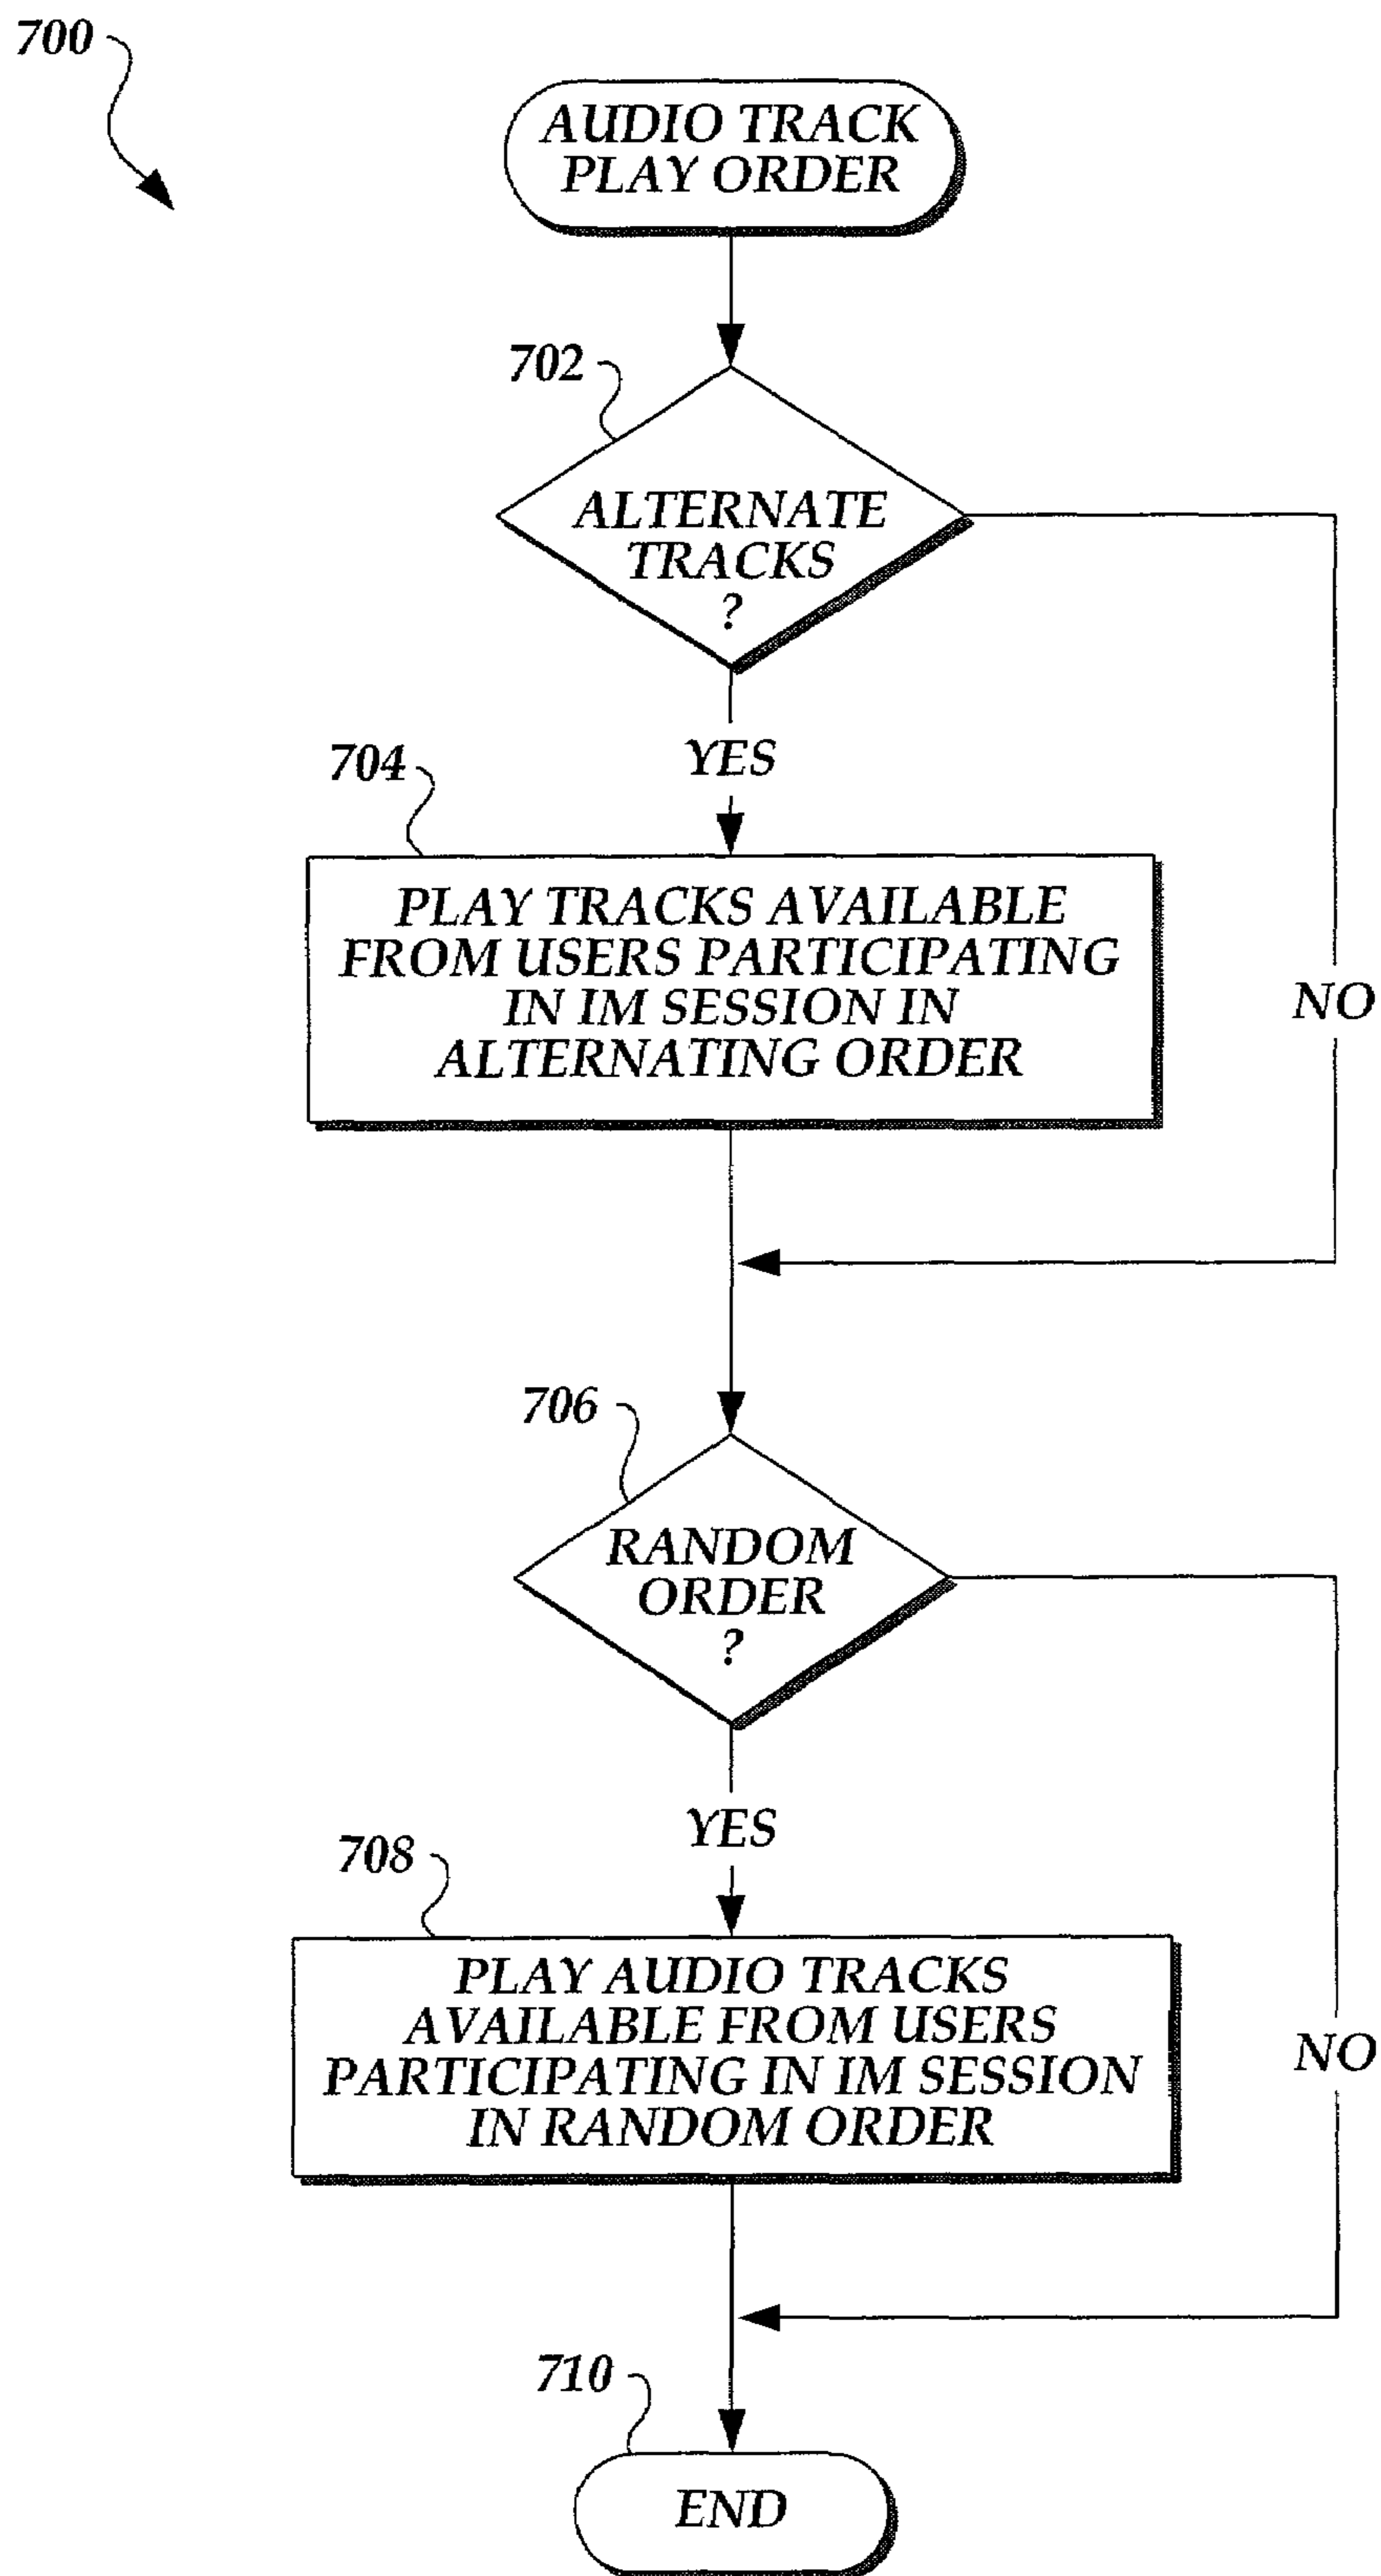 700
AUDIO TRACK
PLAY ORDER
702
ALTERNATE
TRACKS
?
YES
704
PLAY TRACKS AVAILABLE
FROM USERS PARTICIPATING
IN IM SESSION IN
ALTERNATING ORDER
NO
706
RANDOM
ORDER
?
YES
708
PLAY AUDIO TRACKS
AVAILABLE FROM USERS
PARTICIPATING IN IM SESSION
IN RANDOM ORDER
NO
710
END